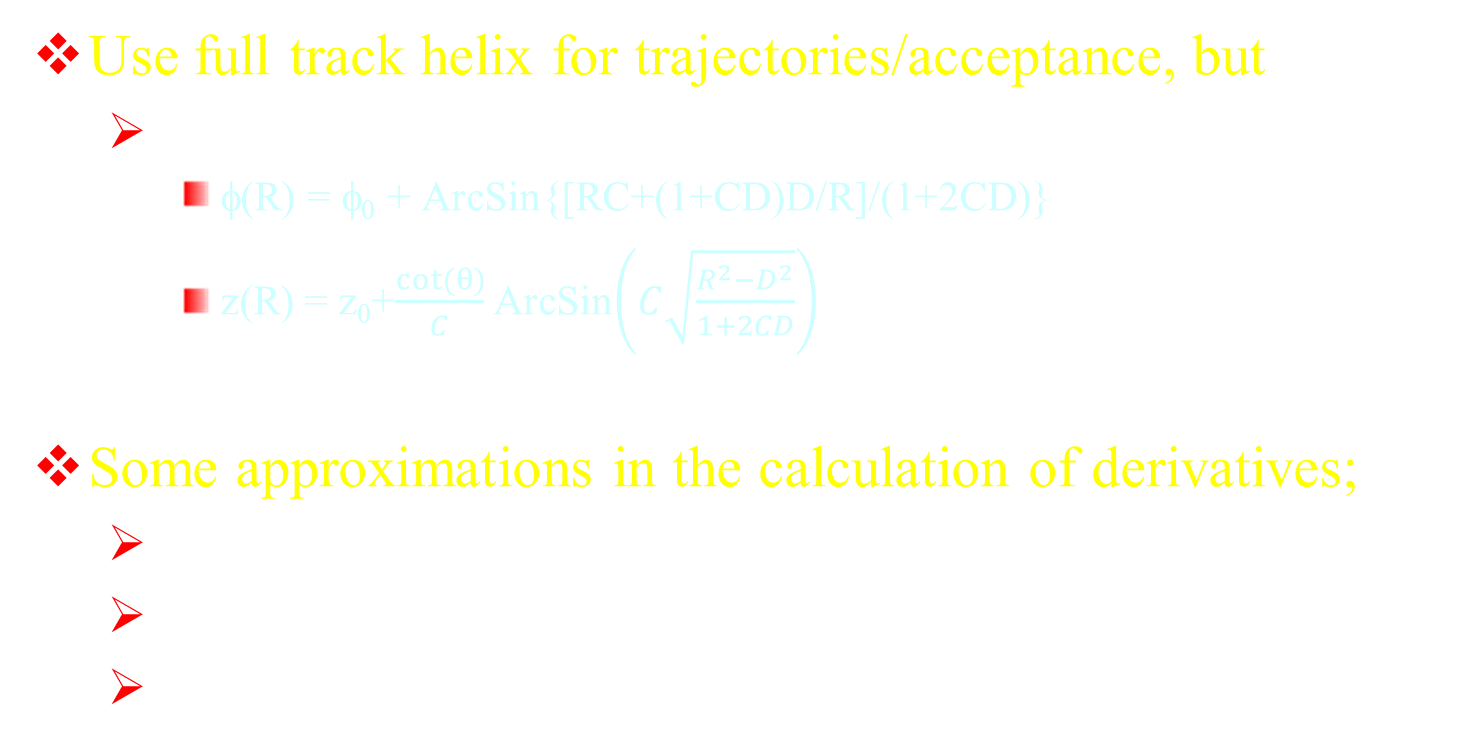 ❖ Use full track helix for trajectories/acceptance, but
➢
▪ ϕ(R) = ϕ₀ + ArcSin{[RC+(1+CD)D/R]/(1+2CD)}
▪ z(R) = z₀+cot(θ)/C ArcSin(C√((R²−D²)/(1+2CD)))
❖ Some approximations in the calculation of derivatives;
➢
➢
➢